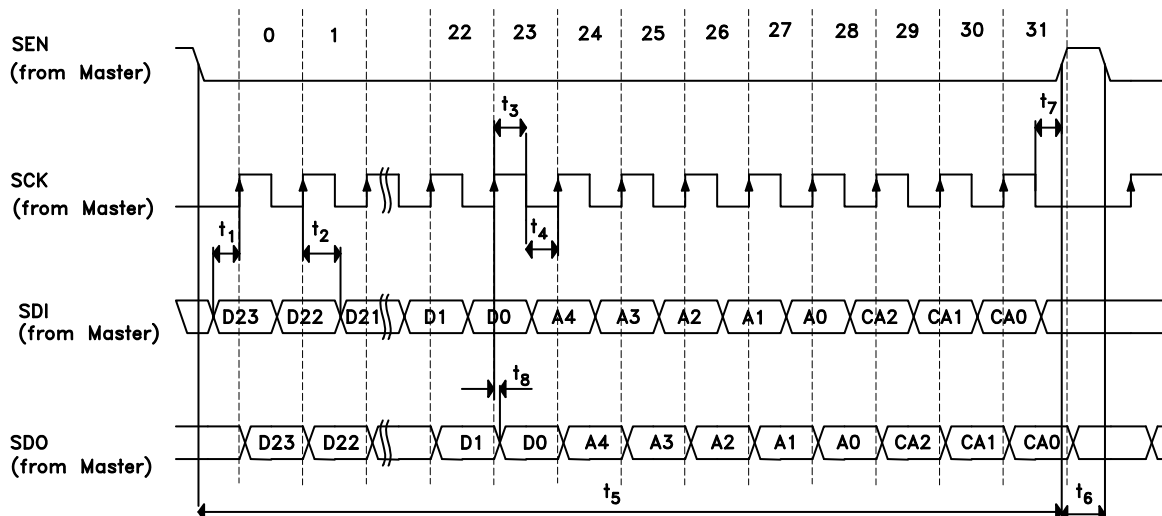 0 1 22 23 24 25 26 27 28 29 30 31
SEN
(from Master)
t3 t7
SCK
(from Master)
t1 t2 t4
SDI
(from Master)
D23 D22 D21 D1 D0 A4 A3 A2 A1 A0 CA2 CA1 CA0
t8
SDO
(from Master)
D23 D22 D1 D0 A4 A3 A2 A1 A0 CA2 CA1 CA0
t5 t6